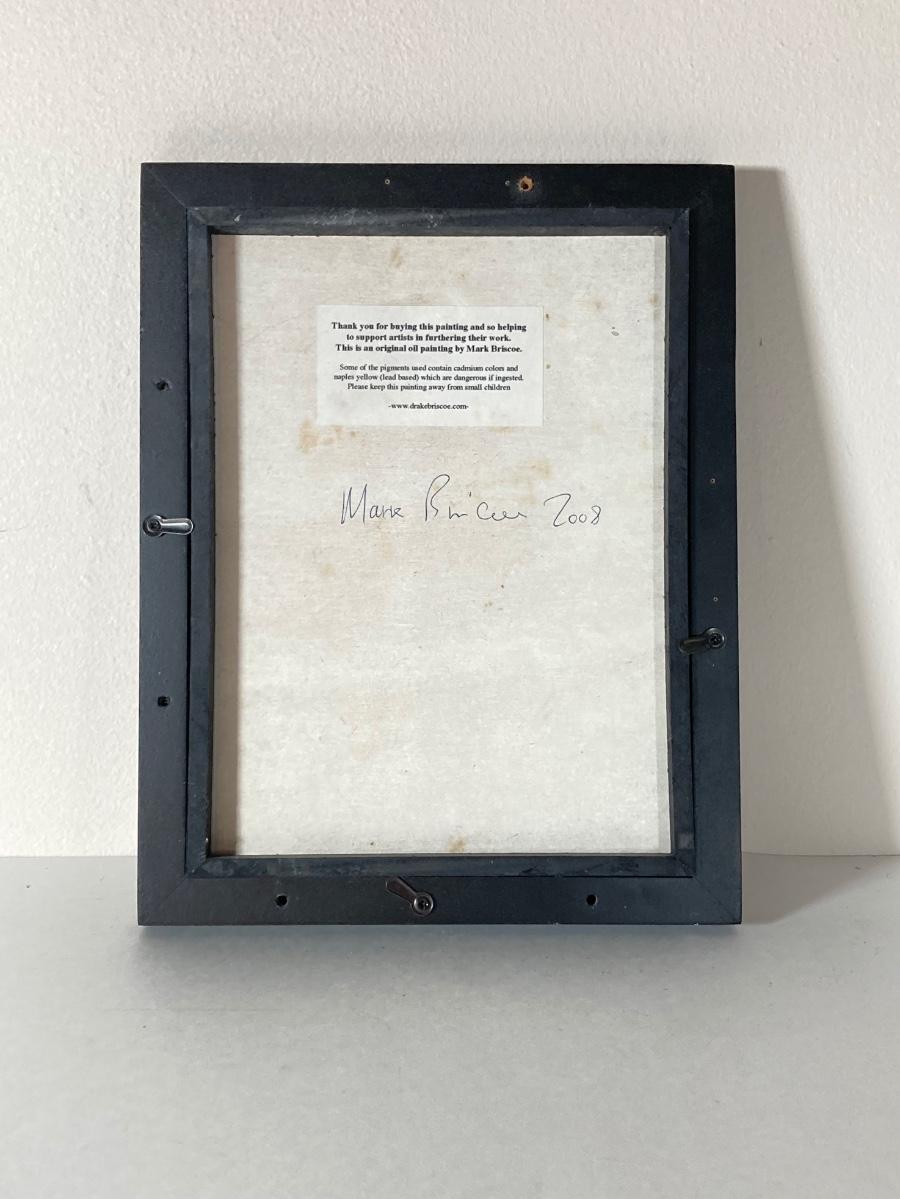 Thank you for buying this painting and so helping
to support artists in furthering their work.
This is an original oil painting by Mark Briscoe.
Some of the pigments used contain cadmium colors and
naples yellow (lead based) which are dangerous if ingested.
Please keep this painting away from small children
-www.drakebriscoe.com-
Mark Briscoe 2008